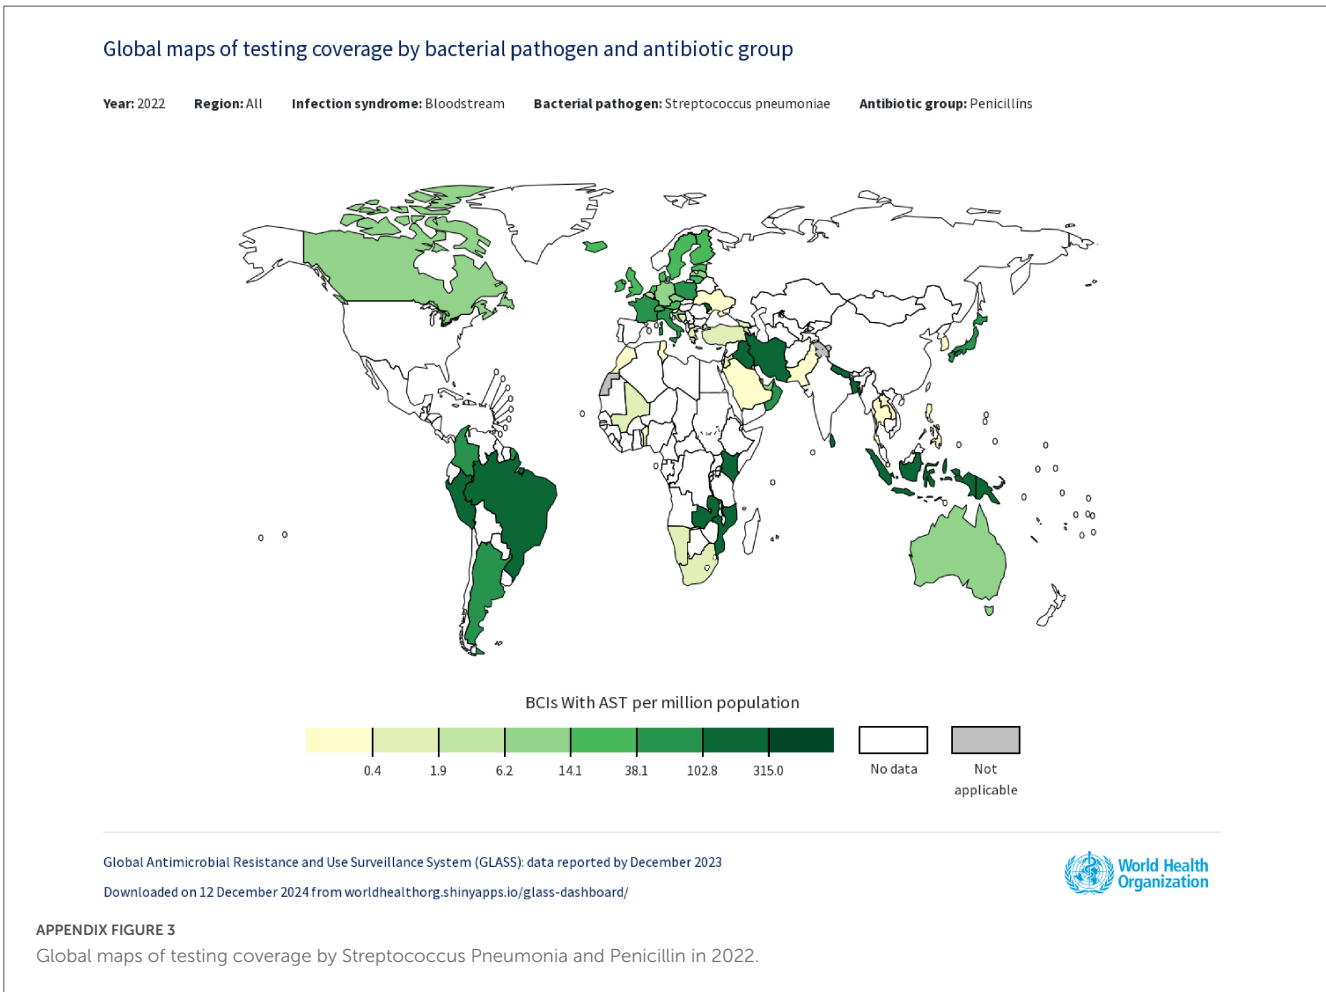 Global maps of testing coverage by bacterial pathogen and antibiotic group
Year: 2022 Region: All Infection syndrome: Bloodstream Bacterial pathogen: Streptococcus pneumoniae Antibiotic group: Penicillins
BCIs With AST per million population
0.4 1.9 6.2 14.1 38.1 102.8 315.0
No data
Not
applicable
Global Antimicrobial Resistance and Use Surveillance System (GLASS): data reported by December 2023
Downloaded on 12 December 2024 from worldhealthorg.shinyapps.io/glass-dashboard/
World Health
Organization
APPENDIX FIGURE 3
Global maps of testing coverage by Streptococcus Pneumonia and Penicillin in 2022.